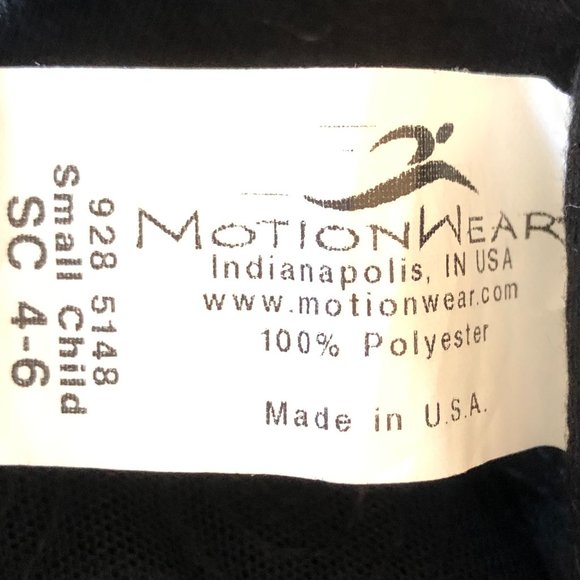 MOTIONWEAR
Indianapolis, IN USA
www.motionwear.com
100% Polyester
Made in U.S.A.
928 5148
Small Child
SC 4-6